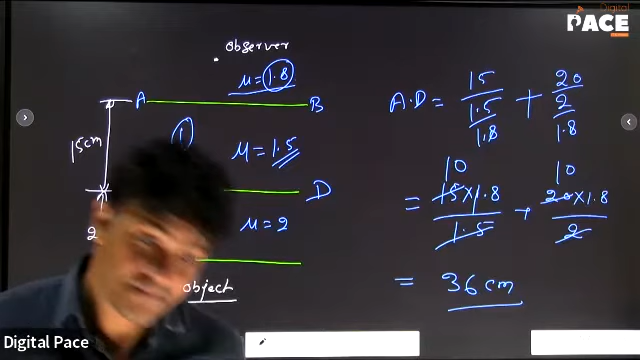 Digital
PACE
Observer
μ = 1.8
A B
15cm
1
μ = 1.5
D
2
μ = 2
object
A.D = 15/(1.5/1.8) + 20/(2/1.8)
10 10
= 15×1.8/1.5 + 20×1.8/2
= 36 cm
Digital Pace